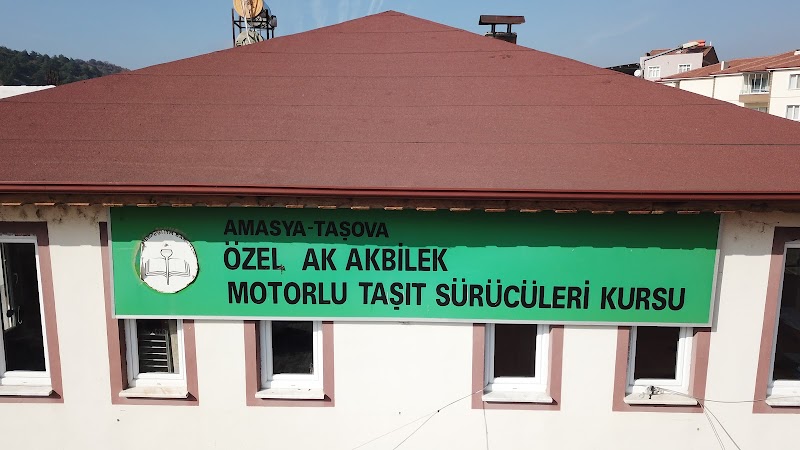 AMASYA-TAŞOVA
ÖZEL AK AKBİLEK
MOTORLU TAŞIT SÜRÜCÜLERİ KURSU